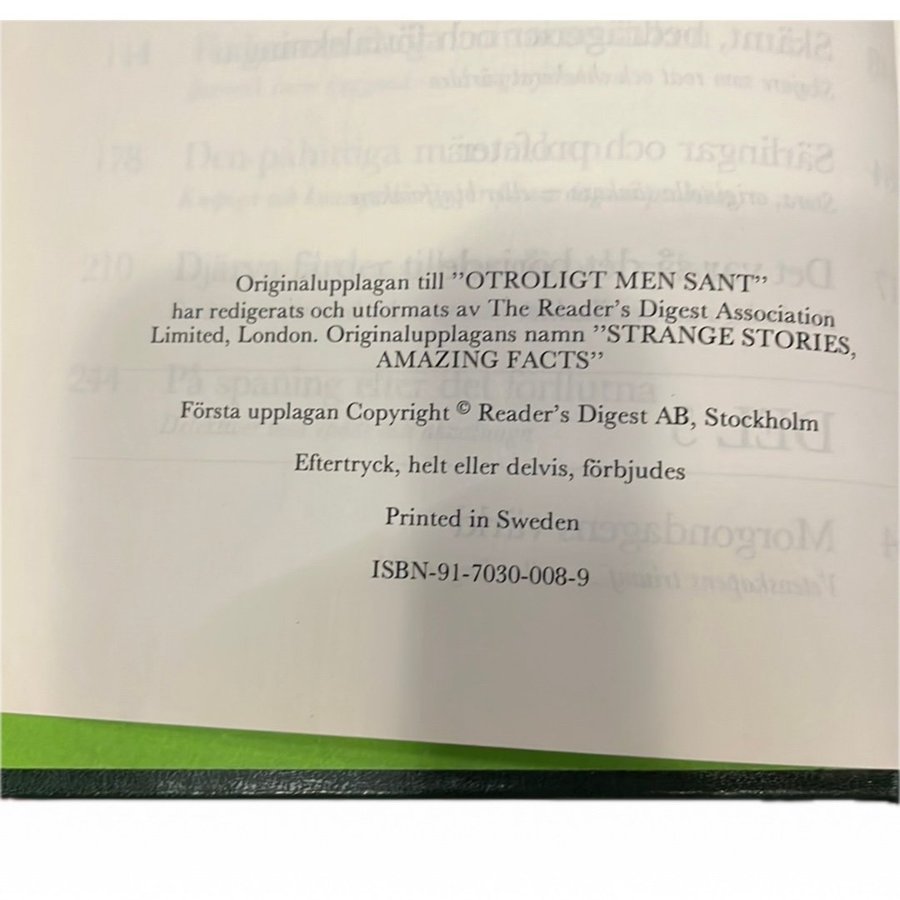 Originalupplagan till ”OTROLIGT MEN SANT”
har redigerats och utformats av The Reader’s Digest Association
Limited, London. Originalupplagans namn ”STRANGE STORIES,
AMAZING FACTS”
Första upplagan Copyright © Reader’s Digest AB, Stockholm
Eftertryck, helt eller delvis, förbjudes
Printed in Sweden
ISBN-91-7030-008-9